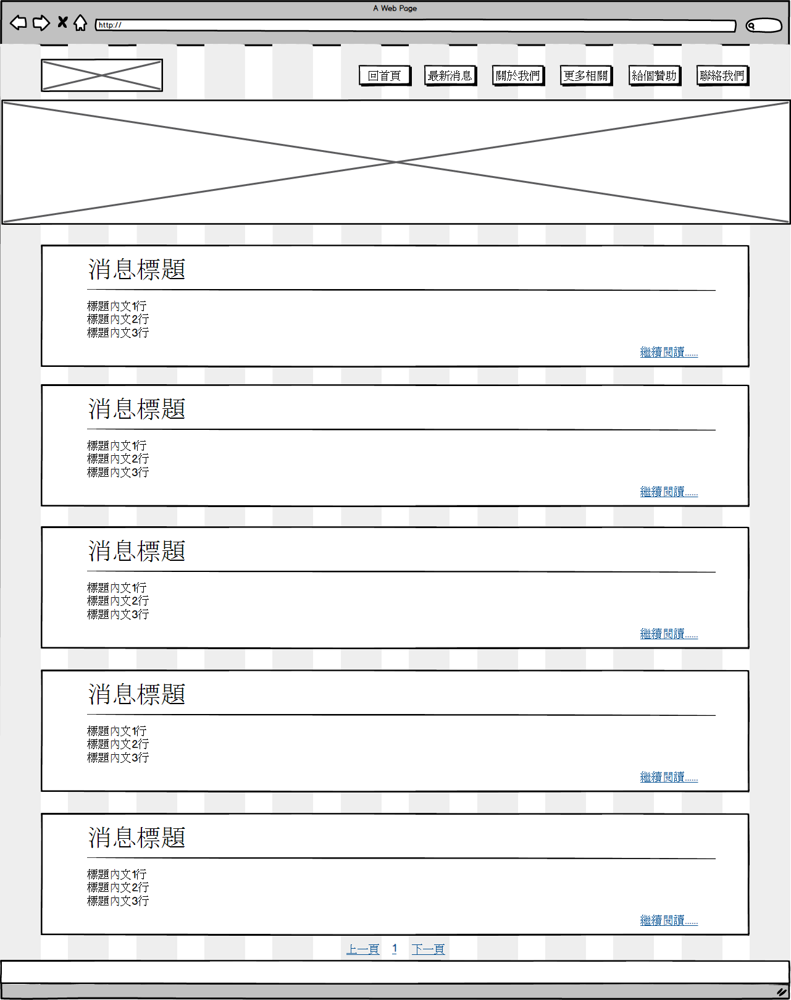 A Web Page
http://
回首頁 最新消息 關於我們 更多相關 給個贊助 聯絡我們
消息標題
標題內文1行
標題內文2行
標題內文3行
繼續閱讀......
消息標題
標題內文1行
標題內文2行
標題內文3行
繼續閱讀......
消息標題
標題內文1行
標題內文2行
標題內文3行
繼續閱讀......
消息標題
標題內文1行
標題內文2行
標題內文3行
繼續閱讀......
消息標題
標題內文1行
標題內文2行
標題內文3行
繼續閱讀......
上一頁 1 下一頁